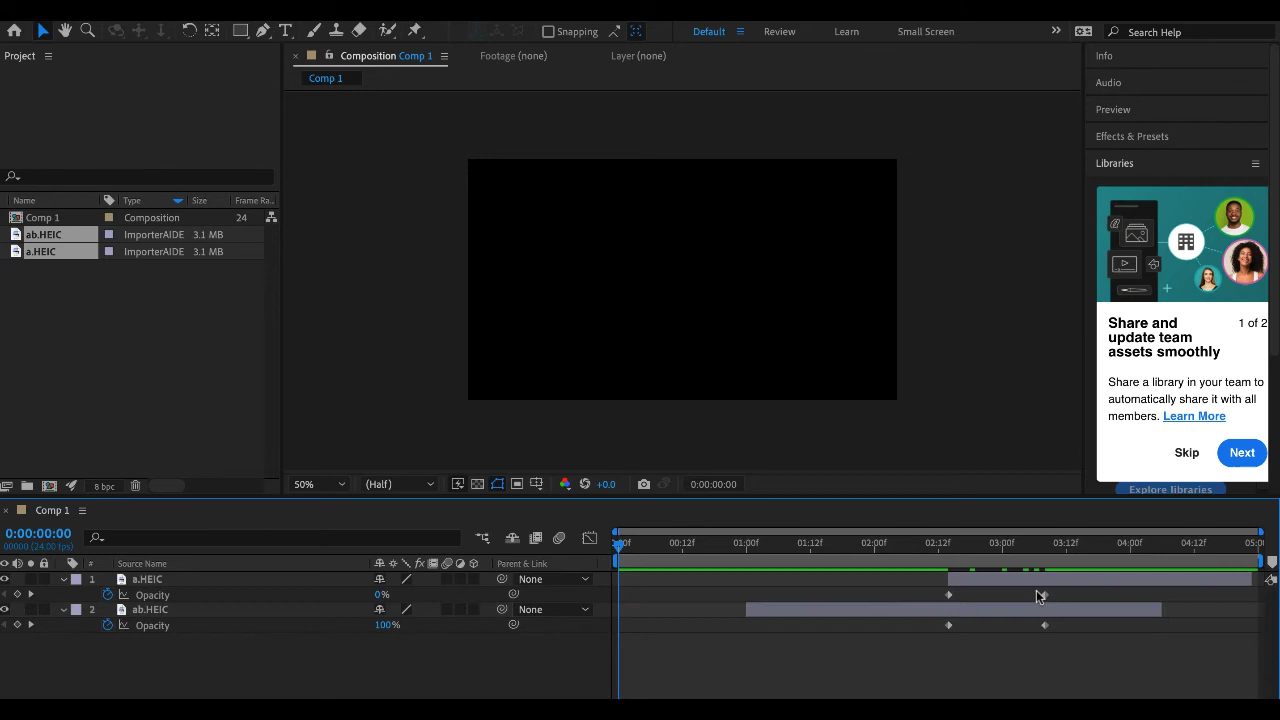 Snapping
Default
Review
Learn
Small Screen
Search Help
Project
Composition Comp 1
Footage (none)
Layer (none)
Comp 1
Info
Audio
Preview
Effects & Presets
Libraries
Name Type Size Frame Ra...
Comp 1 Composition 24
ab.HEIC ImporterAIDE 3.1 MB
a.HEIC ImporterAIDE 3.1 MB
Share and update team assets smoothly
1 of 2
Share a library in your team to
automatically share it with all
members. Learn More
Skip Next
Explore libraries
8 bpc
50% (Half) +0.0 0:00:00:00
Comp 1
0:00:00:00
00000 (24.00 fps)
00:12f 01:00f 01:12f 02:00f 02:12f 03:00f 03:12f 04:00f 04:12f
# Source Name Parent & Link
1 a.HEIC None
Opacity 0%
2 ab.HEIC None
Opacity 100%